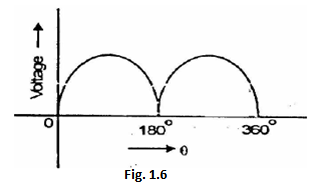 Voltage →
0
180° 360°
→ θ
Fig. 1.6